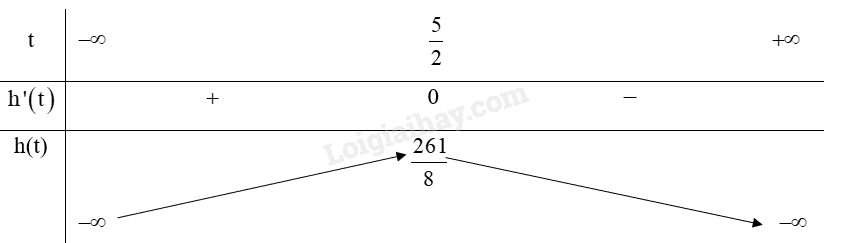 t −∞ 5/2 +∞
h'(t) + 0 −
h(t) 261/8
−∞ −∞
Loigiaihay.com